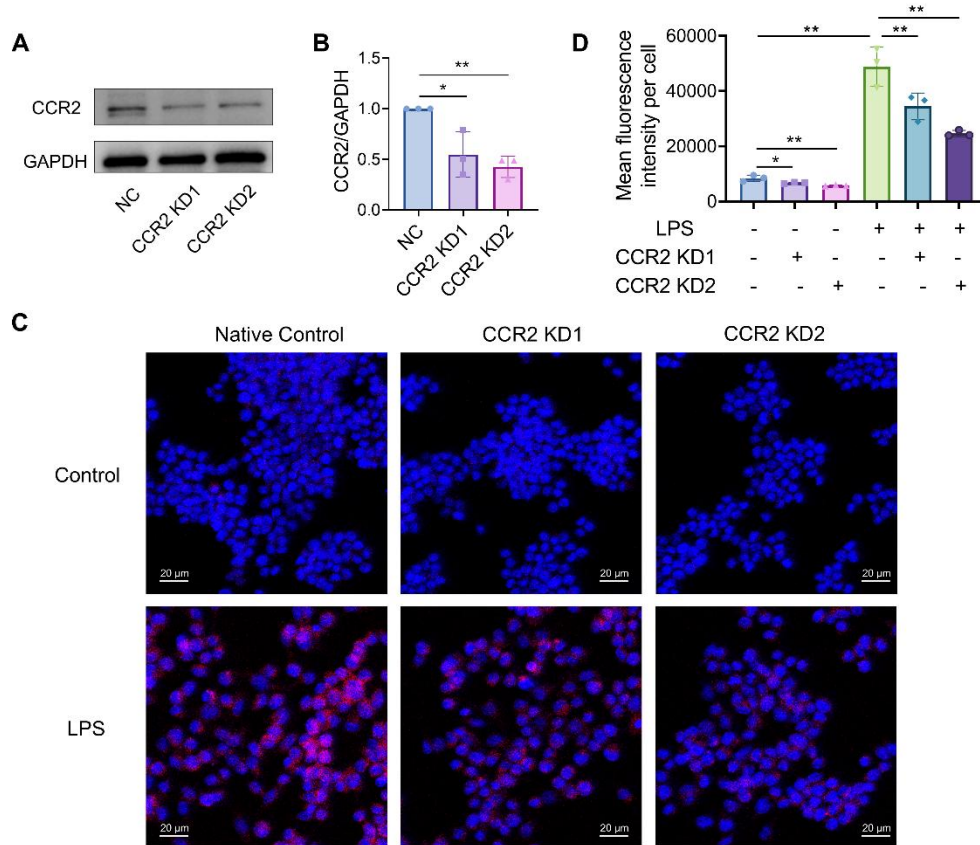 A
CCR2
GAPDH
NC
CCR2 KD1
CCR2 KD2
B
CCR2/GAPDH
1.5
1.0
0.5
0.0
*
**
NC
CCR2 KD1
CCR2 KD2
D
Mean fluorescence
intensity per cell
60000
40000
20000
0
*
**
**
**
**
LPS - - - + + +
CCR2 KD1 - + - - + -
CCR2 KD2 - - + - - +
C
Native Control CCR2 KD1 CCR2 KD2
Control
20 μm 20 μm 20 μm
LPS
20 μm 20 μm 20 μm